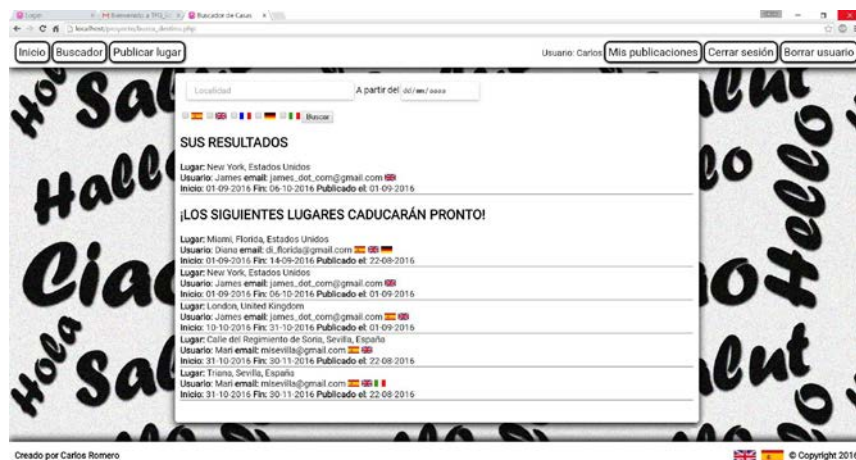 Buscador de Casas
localhost/proyecto/busca_destino.php
Inicio Buscador Publicar lugar Usuario: Carlos Mis publicaciones Cerrar sesión Borrar usuario
Localidad A partir del dd/mm/aaaa
Buscar
SUS RESULTADOS
Lugar: New York, Estados Unidos
Usuario: James email: james_dot_com@gmail.com
Inicio: 01-09-2016 Fin: 06-10-2016 Publicado el: 01-09-2016
¡LOS SIGUIENTES LUGARES CADUCARÁN PRONTO!
Lugar: Miami, Florida, Estados Unidos
Usuario: Diana email: di_florida@gmail.com
Inicio: 01-09-2016 Fin: 14-09-2016 Publicado el: 22-08-2016
Lugar: New York, Estados Unidos
Usuario: James email: james_dot_com@gmail.com
Inicio: 01-09-2016 Fin: 06-10-2016 Publicado el: 01-09-2016
Lugar: London, United Kingdom
Usuario: James email: james_dot_com@gmail.com
Inicio: 10-10-2016 Fin: 31-10-2016 Publicado el: 01-09-2016
Lugar: Calle del Regimiento de Soria, Sevilla, España
Usuario: Mari email: misevilla@gmail.com
Inicio: 31-10-2016 Fin: 30-11-2016 Publicado el: 22-08-2016
Lugar: Triana, Sevilla, España
Usuario: Mari email: misevilla@gmail.com
Inicio: 31-10-2016 Fin: 30-11-2016 Publicado el: 22-08-2016
Hola
Hallo
Hola
Hello
Creado por Carlos Romero © Copyright 2016